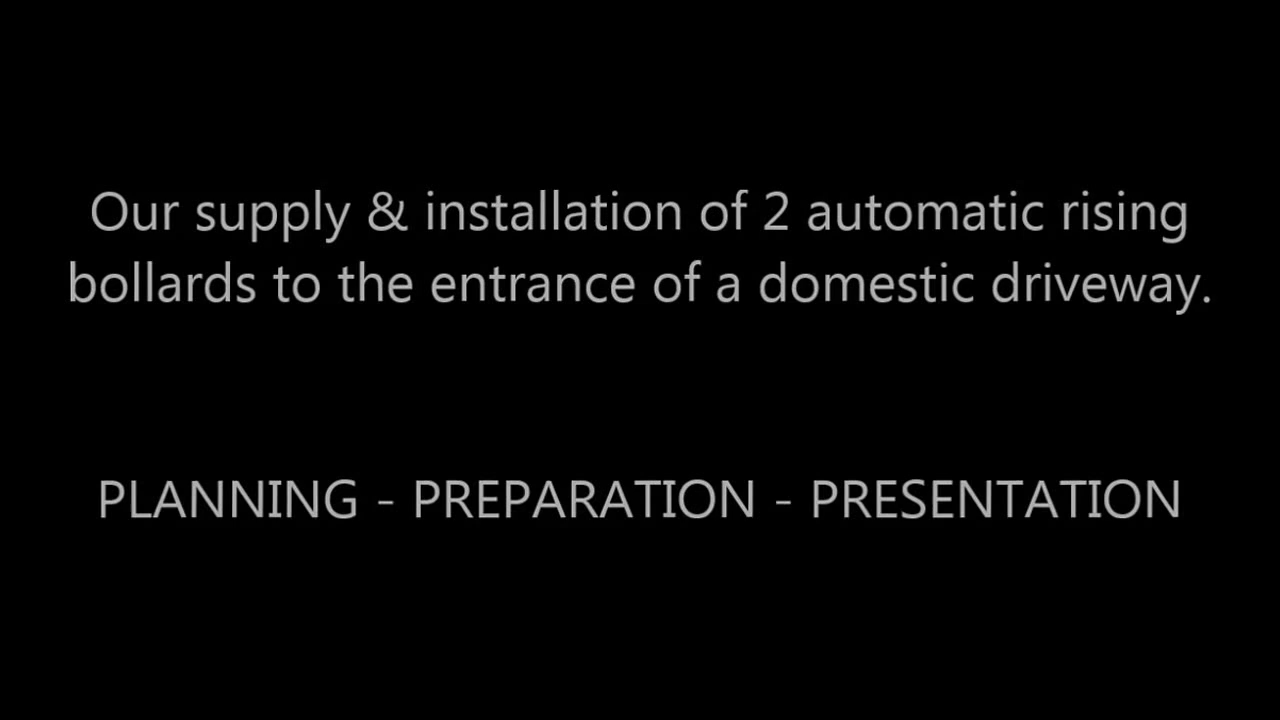 Our supply & installation of 2 automatic rising
bollards to the entrance of a domestic driveway.
PLANNING - PREPARATION - PRESENTATION